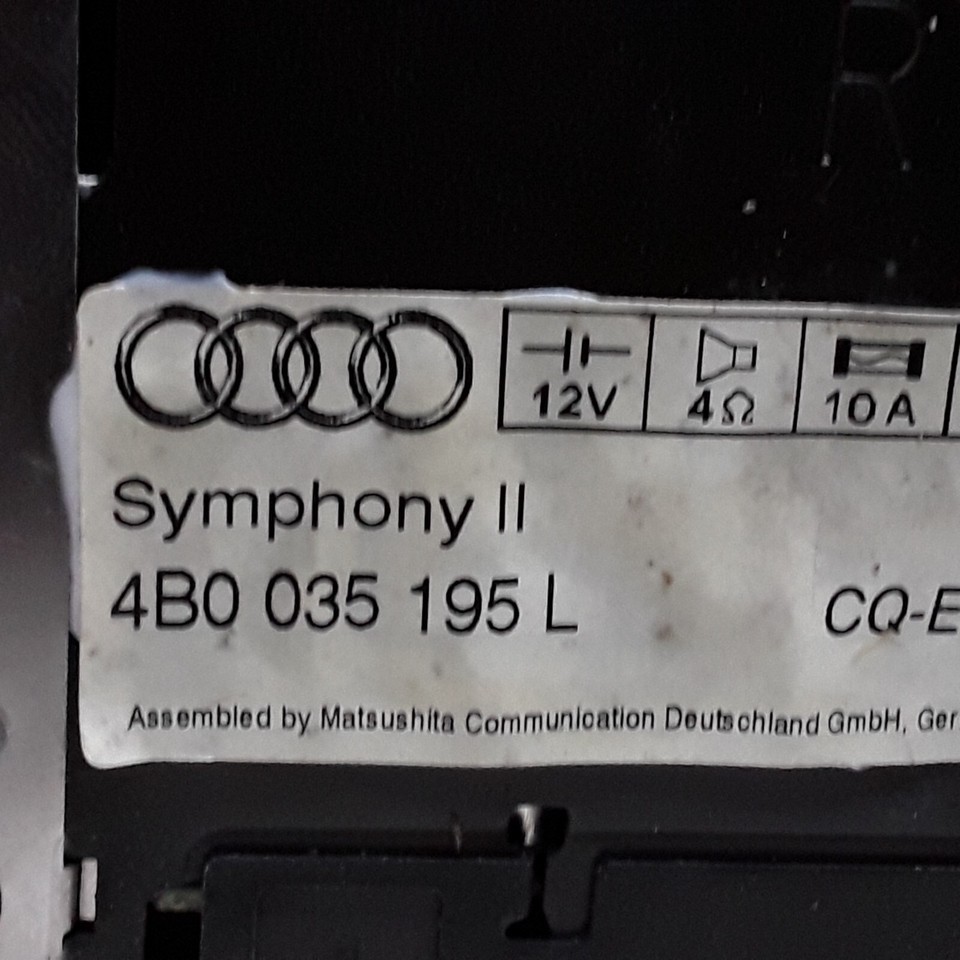 12V 4Ω 10A
Symphony II
4B0 035 195 L CQ-E
Assembled by Matsushita Communication Deutschland GmbH, Ger